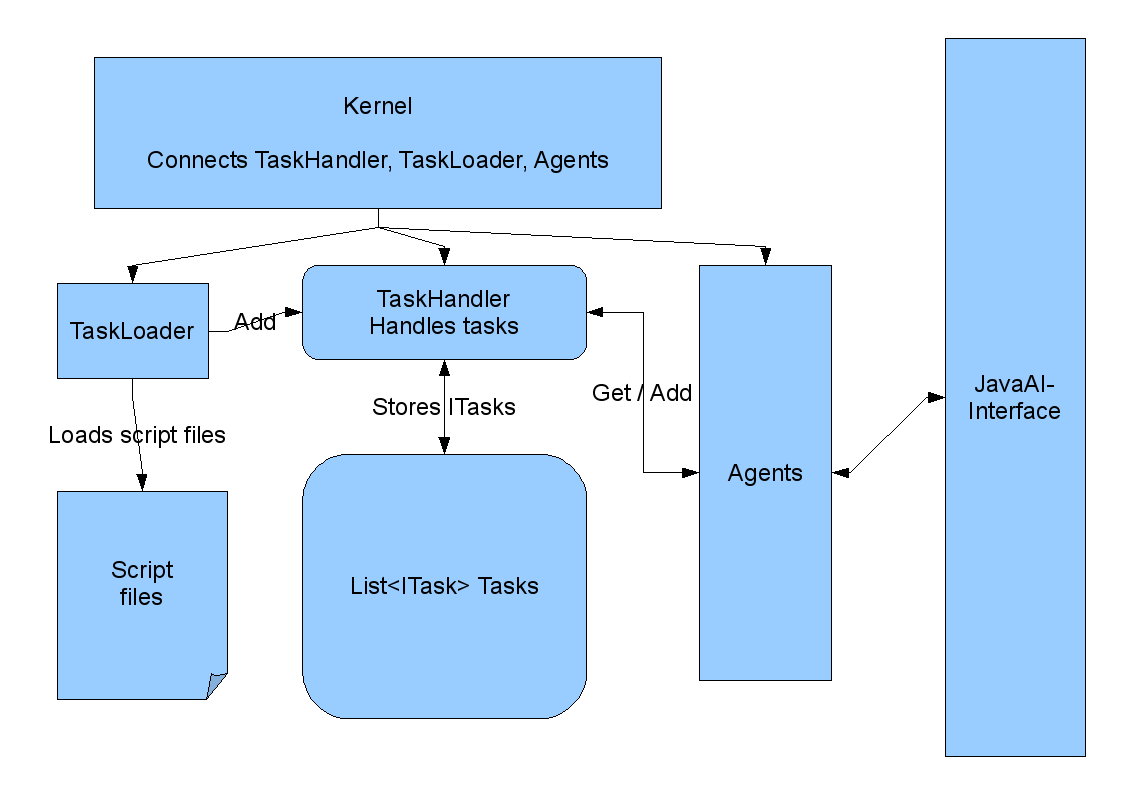 Kernel
Connects TaskHandler, TaskLoader, Agents
TaskLoader
Add
TaskHandler
Handles tasks
Get / Add
Stores ITasks
Loads script files
Script
files
List<ITask> Tasks
Agents
JavaAI-
Interface